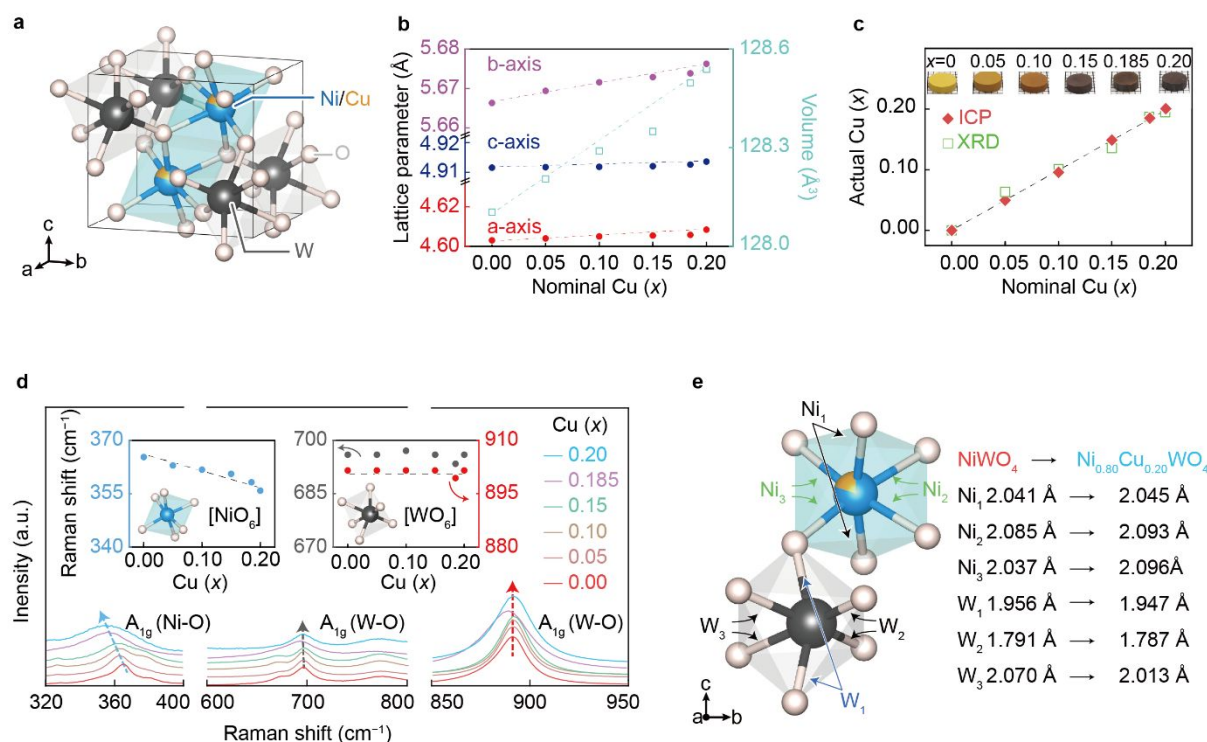 a
Ni/Cu
O
W
c
a
b
b
Lattice parameter (Å)
5.68
5.67
5.66
4.92
4.91
4.62
4.60
b-axis
c-axis
a-axis
128.6
128.3
128.0
Volume (Å³)
0.00 0.05 0.10 0.15 0.20
Nominal Cu (x)
c
x=0 0.05 0.10 0.15 0.185 0.20
Actual Cu (x)
0.20
0.10
0.00
ICP
XRD
0.00 0.05 0.10 0.15 0.20
Nominal Cu (x)
d
Inensity (a.u.)
Raman shift (cm⁻¹)
370
355
340
[NiO₆]
0.00 0.10 0.20
Cu (x)
700
685
670
[WO₆]
910
895
880
0.00 0.10 0.20
Cu (x)
Cu (x)
0.20
0.185
0.15
0.10
0.05
0.00
A₁g (Ni-O)
A₁g (W-O)
A₁g (W-O)
320 360 400 600 700 800 850 900 950
Raman shift (cm⁻¹)
e
Ni₁
Ni₃
Ni₂
W₃
W₂
W₁
c
a
b
NiWO₄ → Ni₀.₈₀Cu₀.₂₀WO₄
Ni₁ 2.041 Å → 2.045 Å
Ni₂ 2.085 Å → 2.093 Å
Ni₃ 2.037 Å → 2.096Å
W₁ 1.956 Å → 1.947 Å
W₂ 1.791 Å → 1.787 Å
W₃ 2.070 Å → 2.013 Å